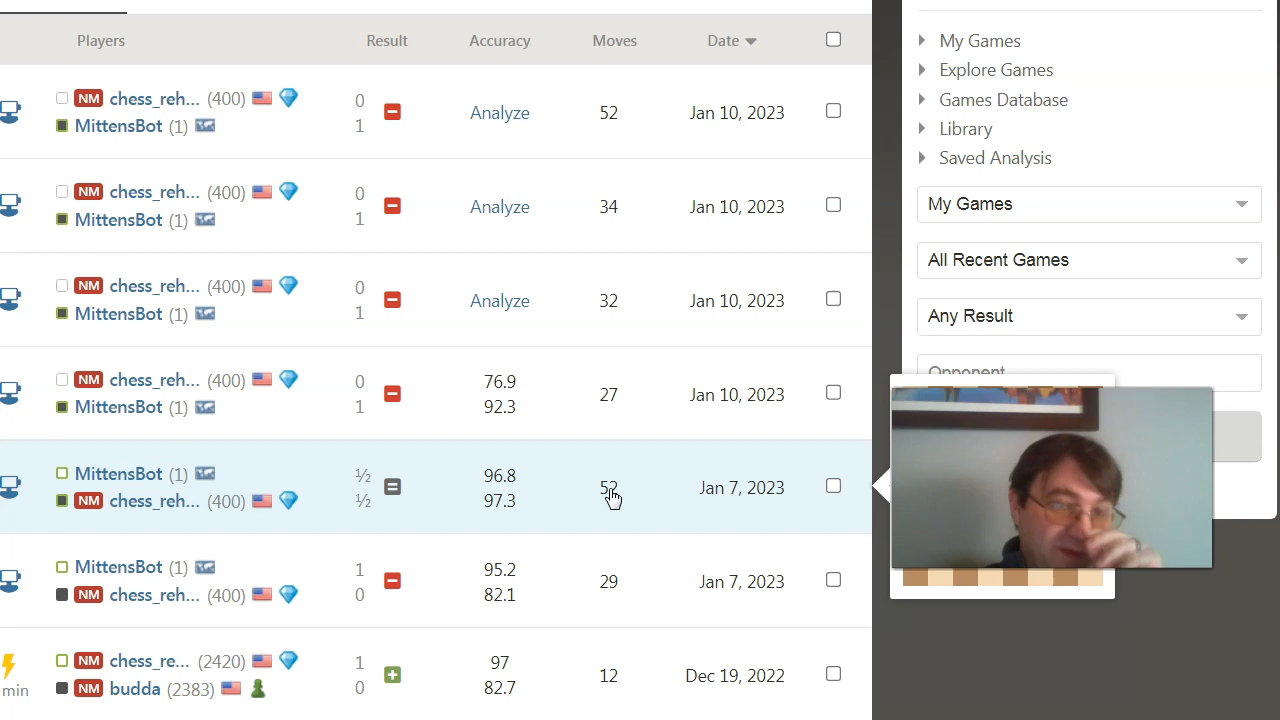 Players Result Accuracy Moves Date
NM chess_reh... (400) 0
MittensBot (1) 1
Analyze 52 Jan 10, 2023
NM chess_reh... (400) 0
MittensBot (1) 1
Analyze 34 Jan 10, 2023
NM chess_reh... (400) 0
MittensBot (1) 1
Analyze 32 Jan 10, 2023
NM chess_reh... (400) 0 76.9
MittensBot (1) 1 92.3
27 Jan 10, 2023
MittensBot (1) ½ 96.8
NM chess_reh... (400) ½ 97.3
52 Jan 7, 2023
MittensBot (1) 1 95.2
NM chess_reh... (400) 0 82.1
29 Jan 7, 2023
min
NM chess_re... (2420) 1 97
NM budda (2383) 0 82.7
12 Dec 19, 2022
My Games
Explore Games
Games Database
Library
Saved Analysis
My Games
All Recent Games
Any Result
Opponent